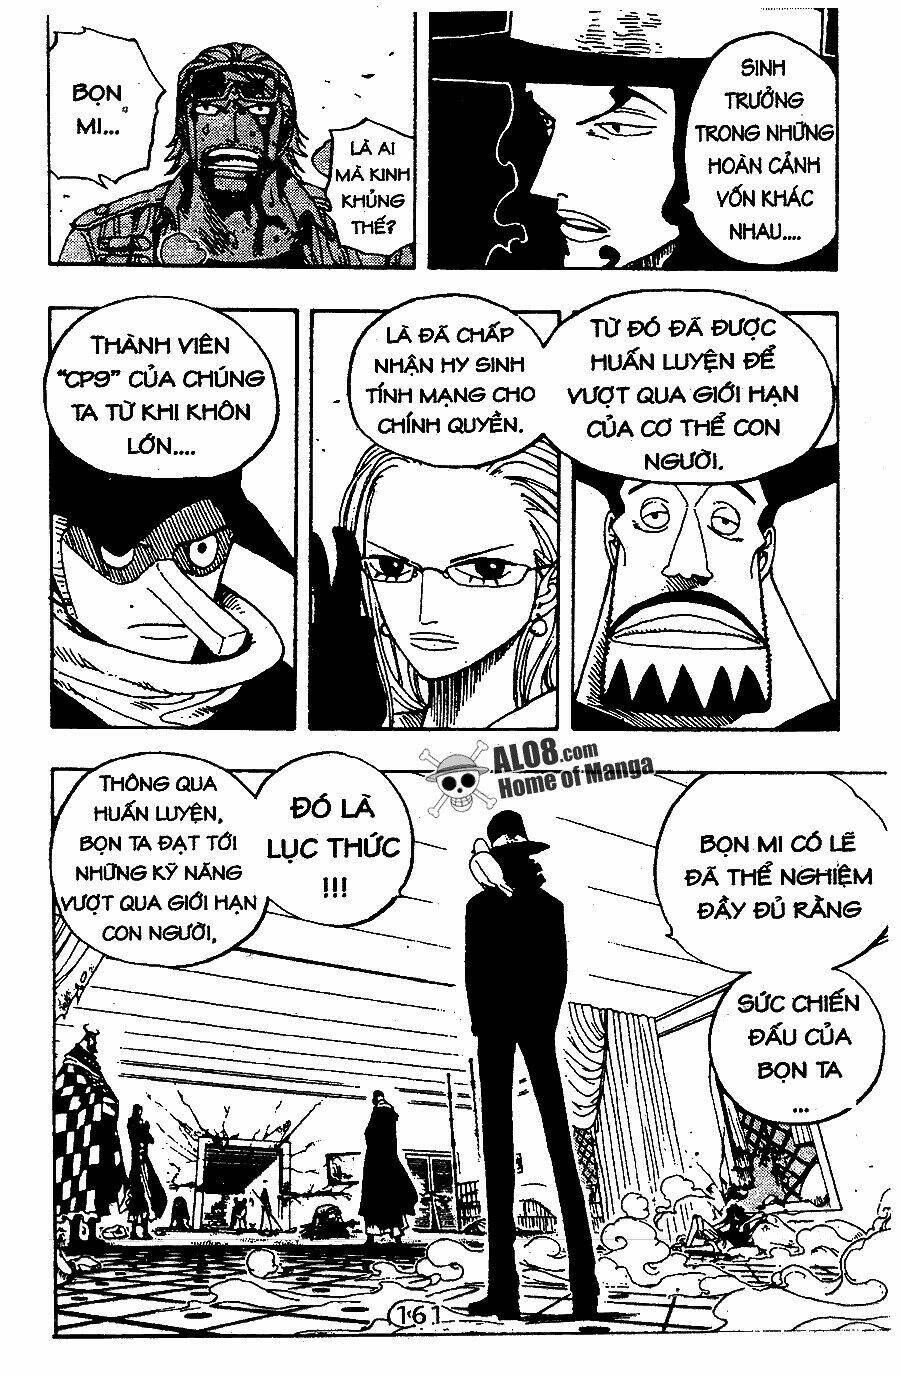 BỌN
MI...
LÀ AI
MÀ KINH
KHỦNG
THẾ?
SINH
TRƯỞNG
TRONG NHỮNG
HOÀN CẢNH
VỐN KHÁC
NHAU....
THÀNH VIÊN
“CP9” CỦA CHÚNG
TA TỪ KHI KHÔN
LỚN....
LÀ ĐÃ CHẤP
NHẬN HY SINH
TÍNH MẠNG CHO
CHÍNH QUYỀN.
TỪ ĐÓ ĐÃ ĐƯỢC
HUẤN LUYỆN ĐỂ
VƯỢT QUA GIỚI HẠN
CỦA CƠ THỂ CON
NGƯỜI.
AL08.com
Home of Manga
THÔNG QUA
HUẤN LUYỆN,
BỌN TA ĐẠT TỚI
NHỮNG KỸ NĂNG
VƯỢT QUA GIỚI HẠN
CON NGƯỜI,
ĐÓ LÀ
LỤC THỨC
!!!
BỌN MI CÓ LẼ
ĐÃ THỂ NGHIỆM
ĐẦY ĐỦ RẰNG
SỨC CHIẾN
ĐẤU CỦA
BỌN TA
...
161